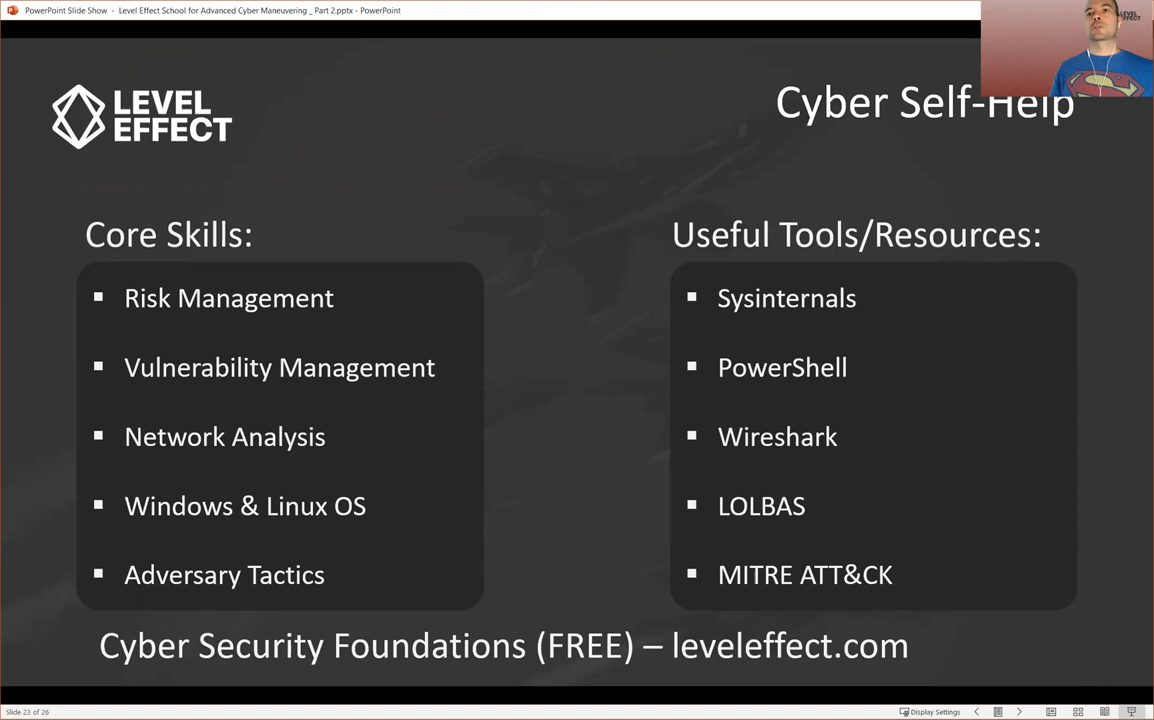 PowerPoint Slide Show - Level Effect School for Advanced Cyber Maneuvering _ Part 2.pptx - PowerPoint
LEVEL
EFFECT
LEVEL
EFFECT
Cyber Self-Help
Core Skills:
▪ Risk Management
▪ Vulnerability Management
▪ Network Analysis
▪ Windows & Linux OS
▪ Adversary Tactics
Useful Tools/Resources:
▪ Sysinternals
▪ PowerShell
▪ Wireshark
▪ LOLBAS
▪ MITRE ATT&CK
Cyber Security Foundations (FREE) – leveleffect.com
Slide 23 of 26
Display Settings